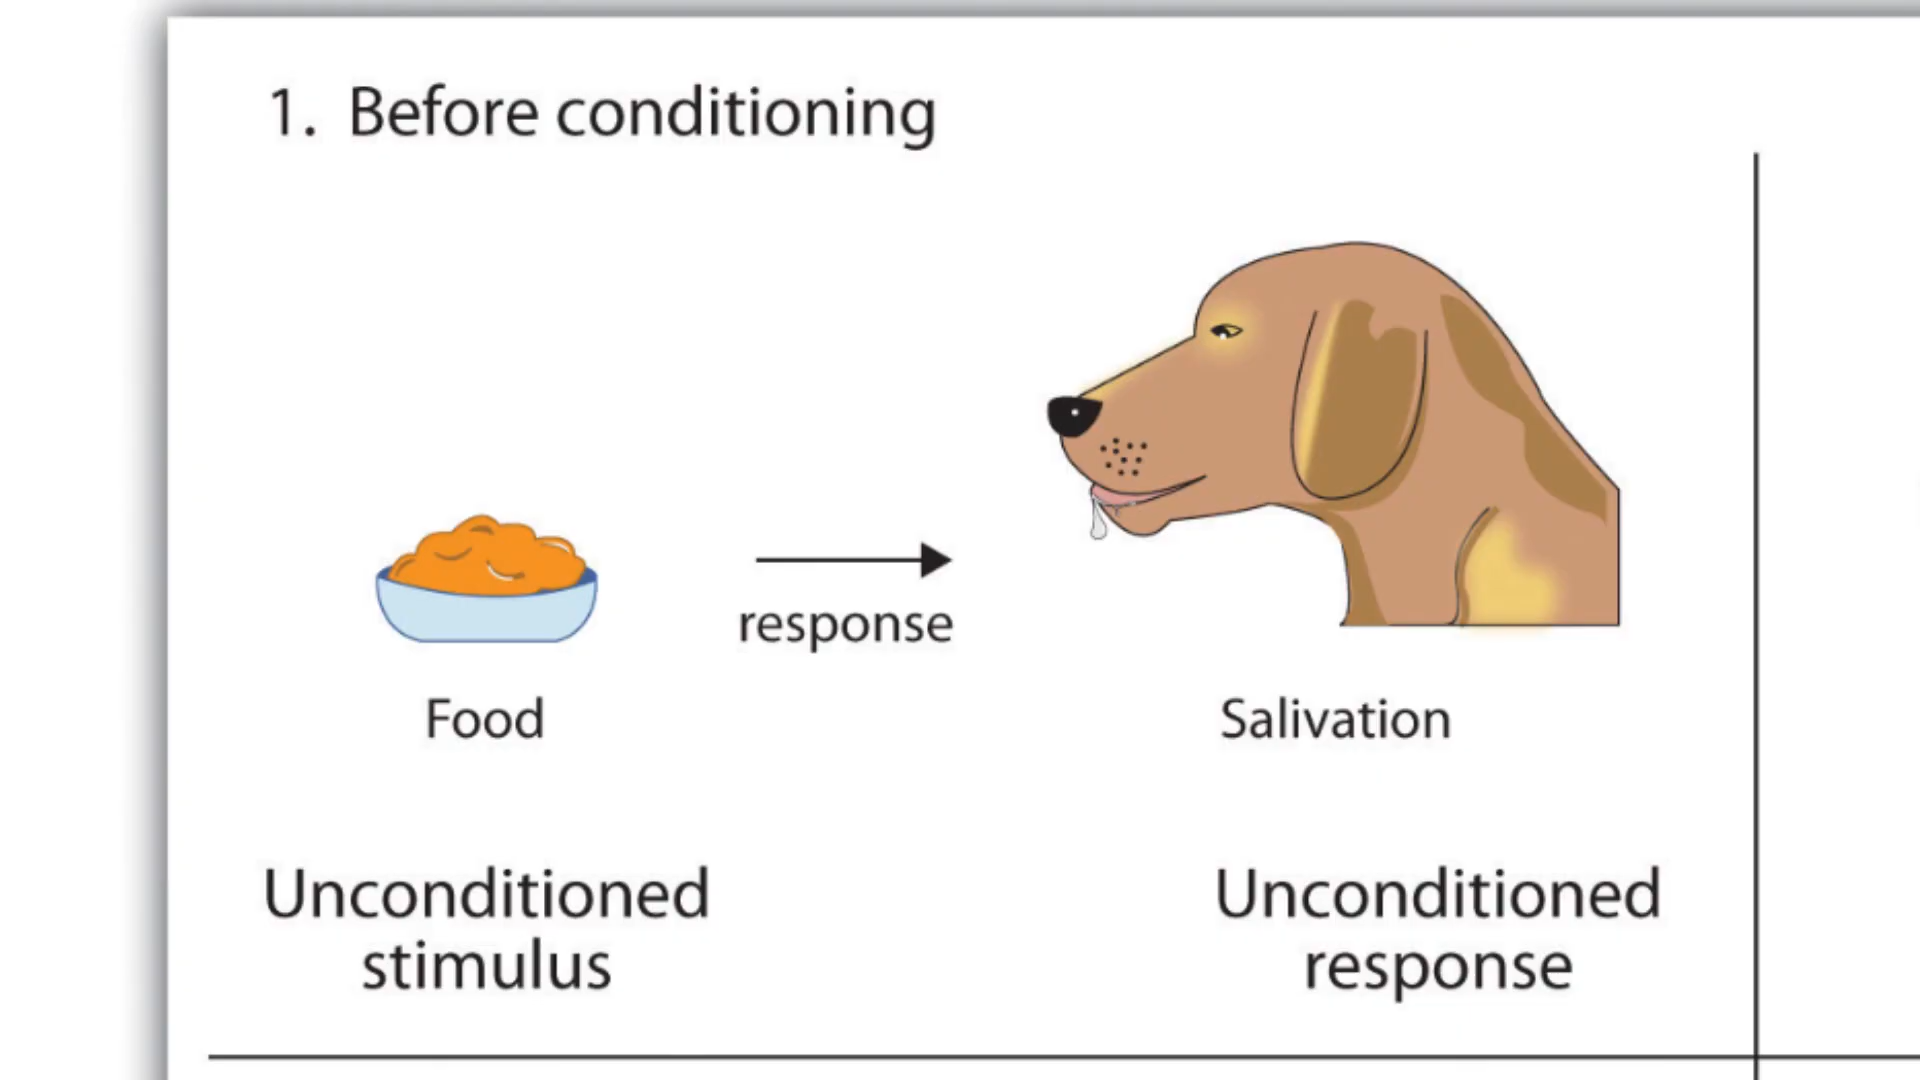 1. Before conditioning
response
Food
Salivation
Unconditioned
stimulus
Unconditioned
response